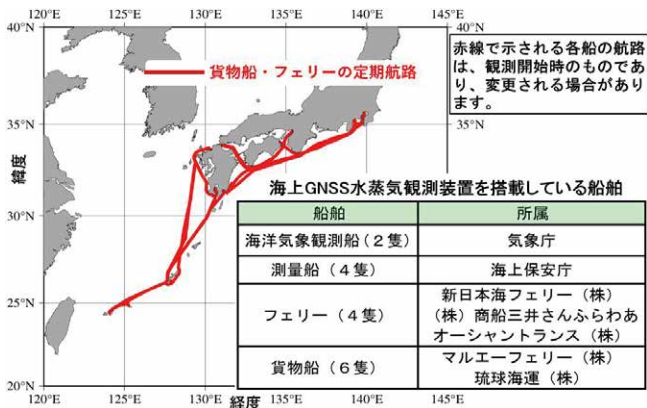 120°E 125°E 130°E 135°E 140°E 145°E
40°N
貨物船・フェリーの定期航路
赤線で示される各船の航路
は、観測開始時のものであ
り、変更される場合があり
ます。
35°N 35°N
緯度
海上GNSS水蒸気観測装置を搭載している船舶
船舶 所属
30°N
海洋気象観測船(2隻) 気象庁
測量船(4隻) 海上保安庁
25°N
フェリー(4隻)
新日本海フェリー(株)
(株)商船三井さんふらわあ
オーシャントランス(株)
貨物船(6隻)
マルエーフェリー(株)
琉球海運(株)
20°N
120°E 125°E 130°E 135°E 140°E 145°E
経度